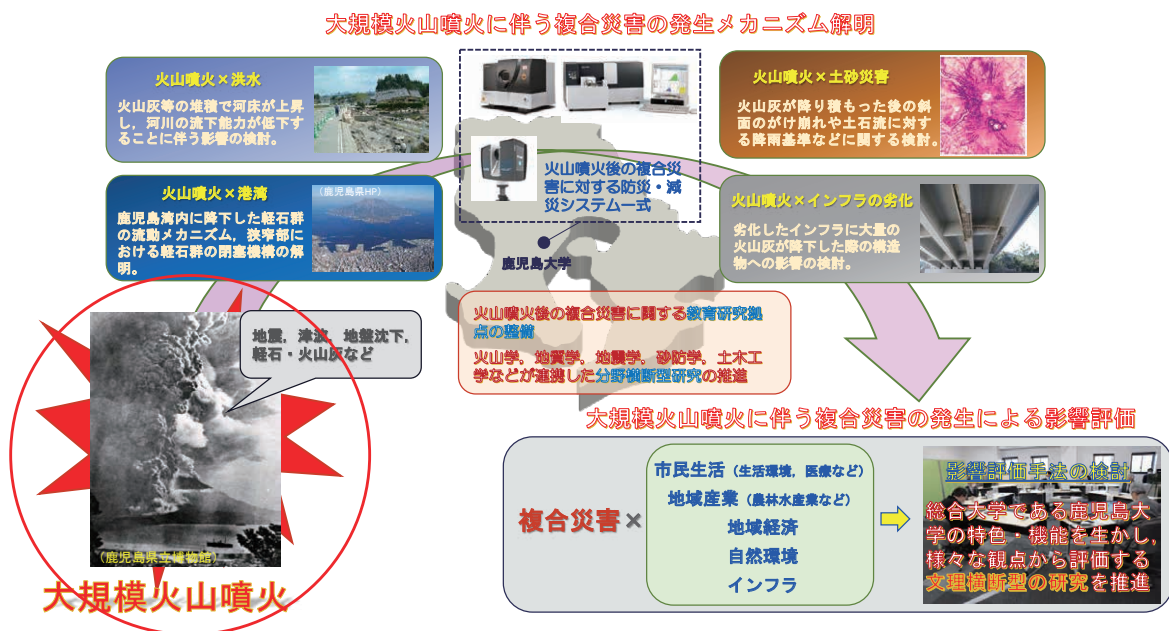 大規模火山噴火に伴う複合災害の発生メカニズム解明
火山噴火×洪水
火山灰等の堆積で河床が上昇
し，河川の流下能力が低下す
ることに伴う影響の検討。
火山噴火×港湾
（鹿児島県HP）
鹿児島湾内に降下した軽石群
の流動メカニズム，狭窄部に
おける軽石群の閉塞機構の解
明。
火山噴火後の複合災
害に対する防災・減
災システム一式
鹿児島大学
火山噴火×土砂災害
火山灰が降り積もった後の斜
面のがけ崩れや土石流に対す
る降雨基準などに関する検討。
火山噴火×インフラの劣化
劣化したインフラに大量の
火山灰が降下した際の構造
物への影響の検討。
地震，津波，地盤沈下，
軽石・火山灰など
火山噴火後の複合災害に関する教育研究拠
点の整備
火山学，地質学，地震学，砂防学，土木工
学などが連携した分野横断型研究の推進
（鹿児島県立博物館）
大規模火山噴火
大規模火山噴火に伴う複合災害の発生による影響評価
複合災害×
市民生活（生活環境，医療など）
地域産業（農林水産業など）
地域経済
自然環境
インフラ
影響評価手法の検討
総合大学である鹿児島大
学の特色・機能を生かし，
様々な観点から評価する
文理横断型の研究を推進